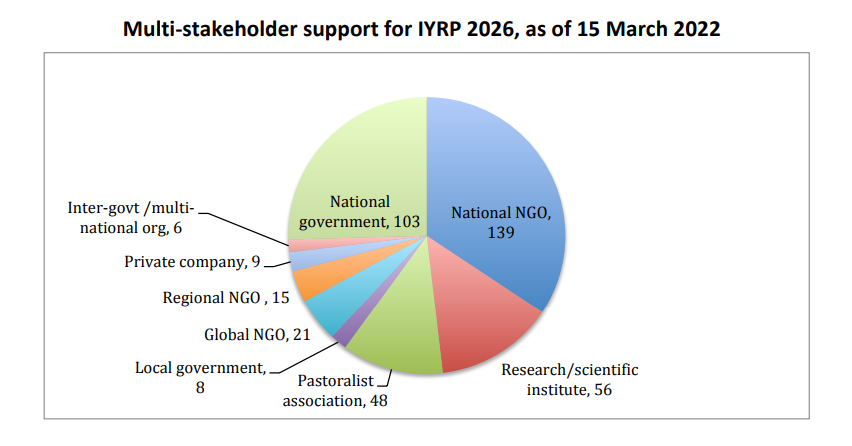 Multi-stakeholder support for IYRP 2026, as of 15 March 2022
National
government, 103
National NGO,
139
Inter-govt /multi-
national org, 6
Private company, 9
Regional NGO , 15
Global NGO, 21
Local government,
8
Pastoralist
association, 48
Research/scientific
institute, 56